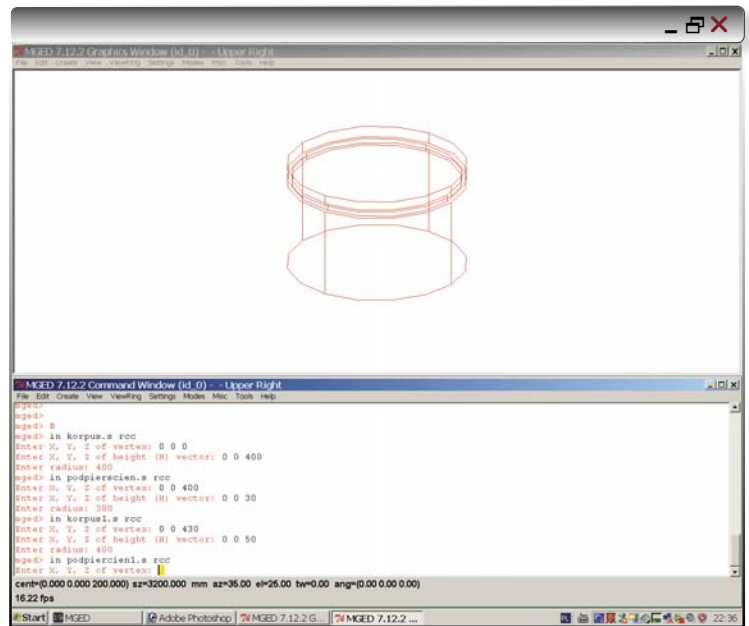 MGED 7.12.2 Graphics Window (id_0) - - Upper Right
File Edit Create View ViewRing Settings Modes Misc Tools Help
MGED 7.12.2 Command Window (id_0) - - Upper Right
File Edit Create View ViewRing Settings Modes Misc Tools Help
mged>
mged>
mged> B
mged> in korpus.s rcc
Enter X, Y, Z of vertex: 0 0 0
Enter X, Y, Z of height (H) vector: 0 0 400
Enter radius: 400
mged> in podpierscien.s rcc
Enter X, Y, Z of vertex: 0 0 400
Enter X, Y, Z of height (H) vector: 0 0 30
Enter radius: 380
mged> in korpus1.s rcc
Enter X, Y, Z of vertex: 0 0 430
Enter X, Y, Z of height (H) vector: 0 0 50
Enter radius: 400
mged> in podpiercien1.s rcc
Enter X, Y, Z of vertex:
cent=(0.000 0.000 200.000) sz=3200.000 mm az=35.00 el=25.00 tw=0.00 ang=(0.00 0.00 0.00)
16.22 fps
Start MGED Adobe Photoshop MGED 7.12.2 G... MGED 7.12.2 ... 22:36